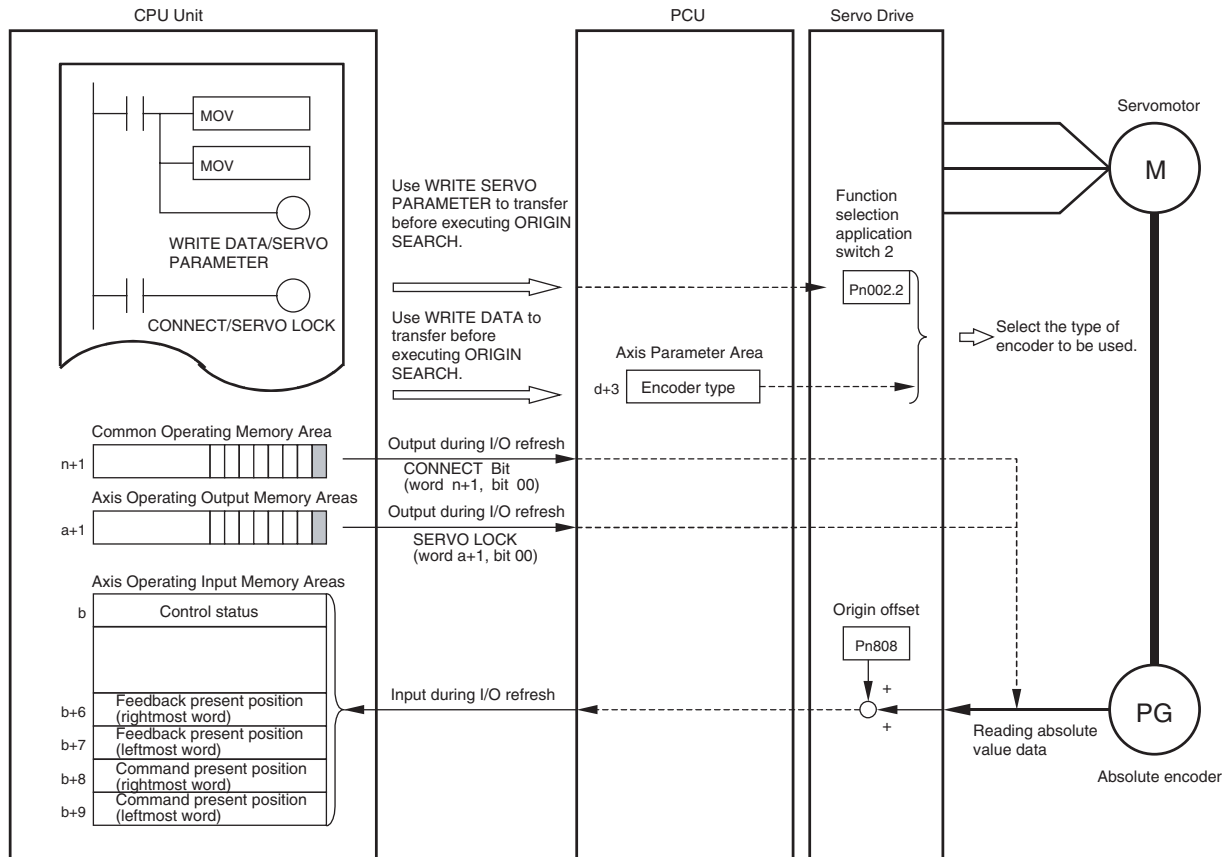 CPU Unit
PCU
Servo Drive
MOV
MOV
WRITE DATA/SERVO
PARAMETER
CONNECT/SERVO LOCK
Use WRITE SERVO
PARAMETER to transfer
before executing ORIGIN
SEARCH.
Use WRITE DATA to
transfer before
executing ORIGIN
SEARCH.
Axis Parameter Area
d+3
Encoder type
Function
selection
application
switch 2
Pn002.2
Select the type of
encoder to be used.
Servomotor
M
Common Operating Memory Area
n+1
Output during I/O refresh
CONNECT Bit
(word n+1, bit 00)
Axis Operating Output Memory Areas
a+1
Output during I/O refresh
SERVO LOCK
(word a+1, bit 00)
Axis Operating Input Memory Areas
b
Control status
b+6
Feedback present position
(rightmost word)
b+7
Feedback present position
(leftmost word)
b+8
Command present position
(rightmost word)
b+9
Command present position
(leftmost word)
Input during I/O refresh
Origin offset
Pn808
+
+
Reading absolute
value data
PG
Absolute encoder